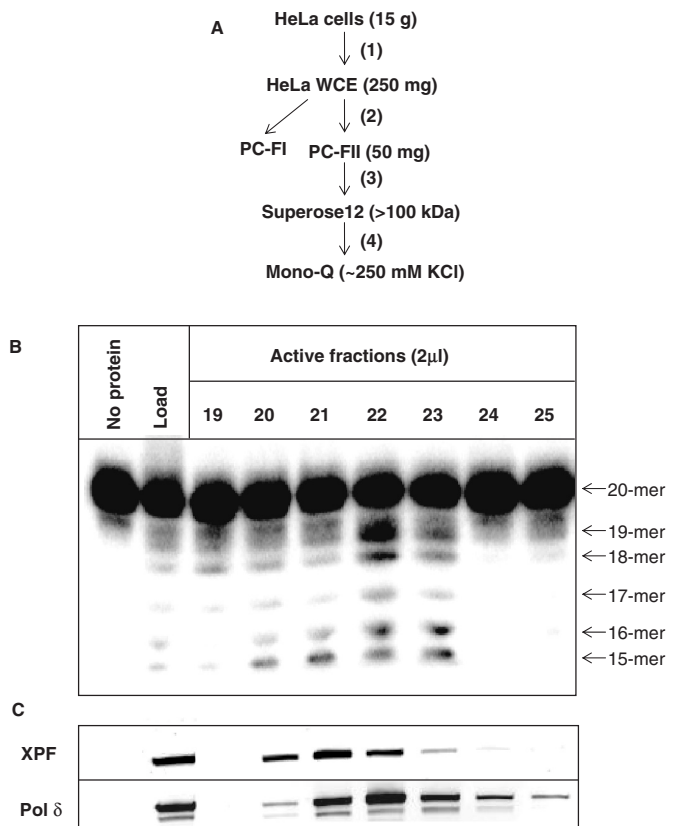 A
HeLa cells (15 g)
(1)
HeLa WCE (250 mg)
(2)
PC-FI PC-FII (50 mg)
(3)
Superose12 (>100 kDa)
(4)
Mono-Q (~250 mM KCl)
B
No protein
Load
Active fractions (2μl)
19 20 21 22 23 24 25
20-mer
19-mer
18-mer
17-mer
16-mer
15-mer
C
XPF
Pol δ